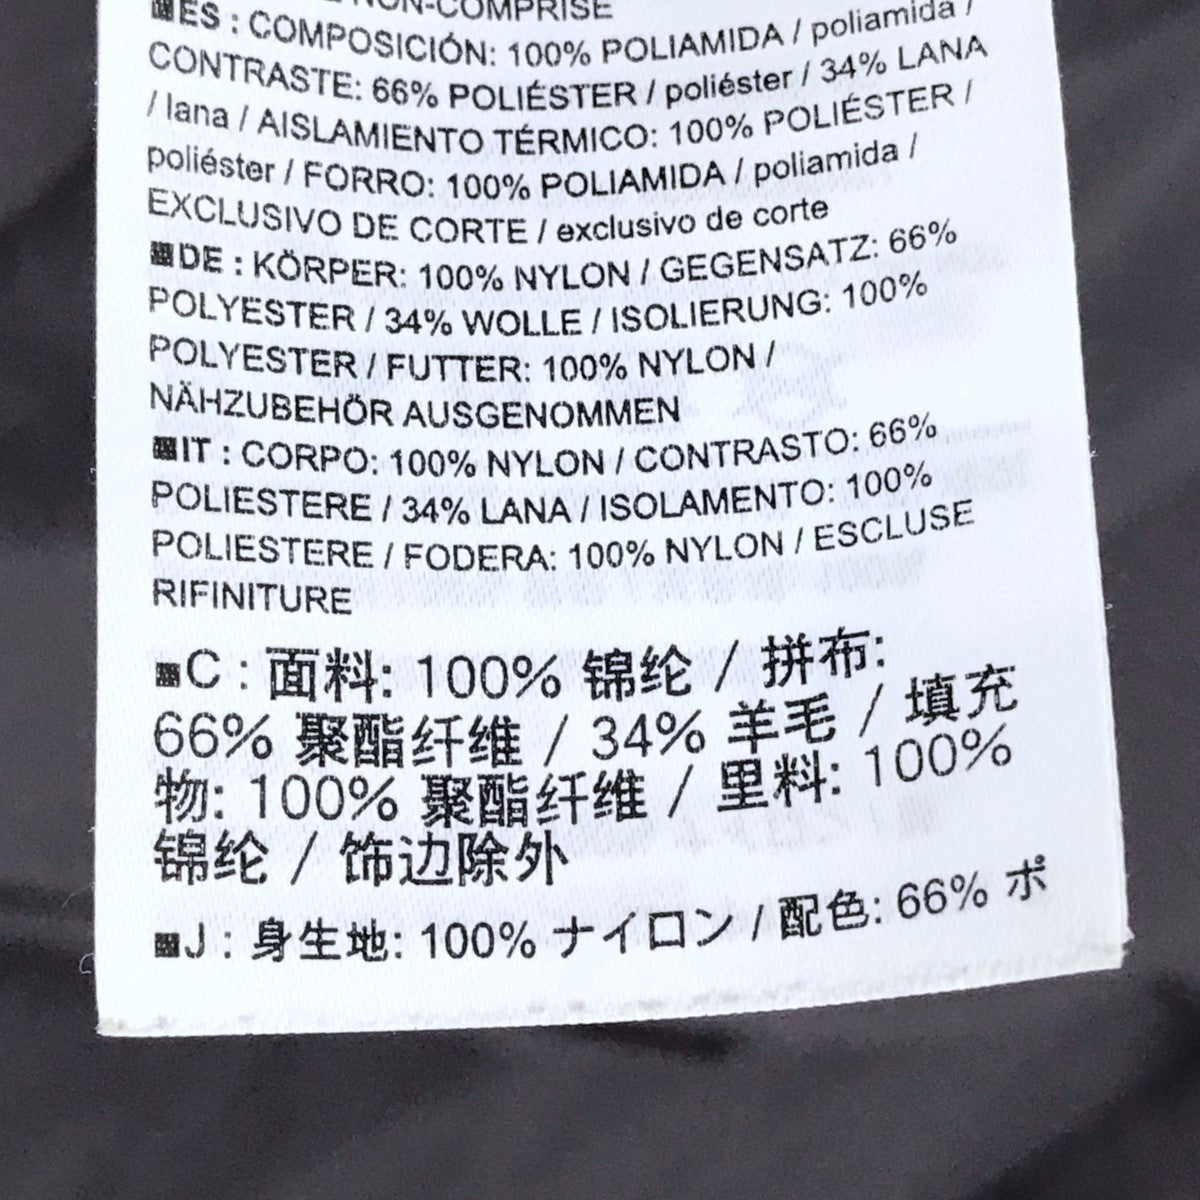 NON-COMPRISE
ES : COMPOSICIÓN: 100% POLIAMIDA / poliamida /
CONTRASTE: 66% POLIÉSTER / poliéster / 34% LANA
/ lana / AISLAMIENTO TÉRMICO: 100% POLIÉSTER /
poliéster / FORRO: 100% POLIAMIDA / poliamida /
EXCLUSIVO DE CORTE / exclusivo de corte
DE : KÖRPER: 100% NYLON / GEGENSATZ: 66%
POLYESTER / 34% WOLLE / ISOLIERUNG: 100%
POLYESTER / FUTTER: 100% NYLON /
NÄHZUBEHÖR AUSGENOMMEN
IT : CORPO: 100% NYLON / CONTRASTO: 66%
POLIESTERE / 34% LANA / ISOLAMENTO: 100%
POLIESTERE / FODERA: 100% NYLON / ESCLUSE
RIFINITURE
■C : 面料: 100% 锦纶 / 拼布:
66% 聚酯纤维 / 34% 羊毛 / 填充
物: 100% 聚酯纤维 / 里料: 100%
锦纶 / 饰边除外
■J : 身生地: 100% ナイロン / 配色: 66% ポ